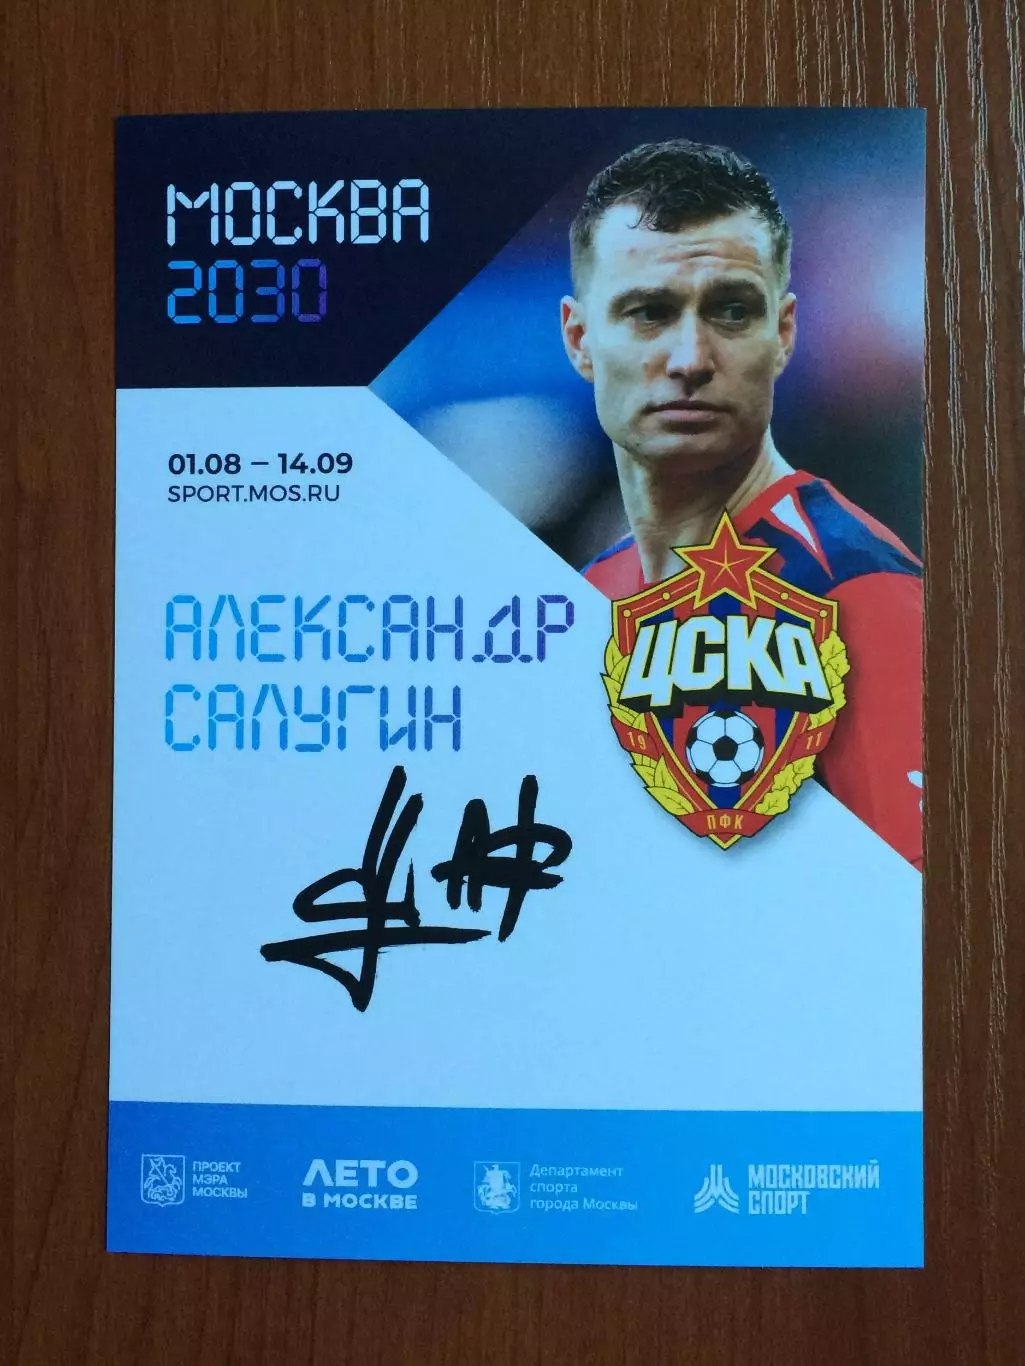 МОСКВА
2030
01.08 – 14.09
SPORT.MOS.RU
АЛЕКСАНДР
САЛУГИН
ЦСКА
19 11
ПФК
ПРОЕКТ
МЭРА
МОСКВЫ
ЛЕТО
В МОСКВЕ
Департамент
спорта
города Москвы
МОСКОВСКИЙ
СПОРТ